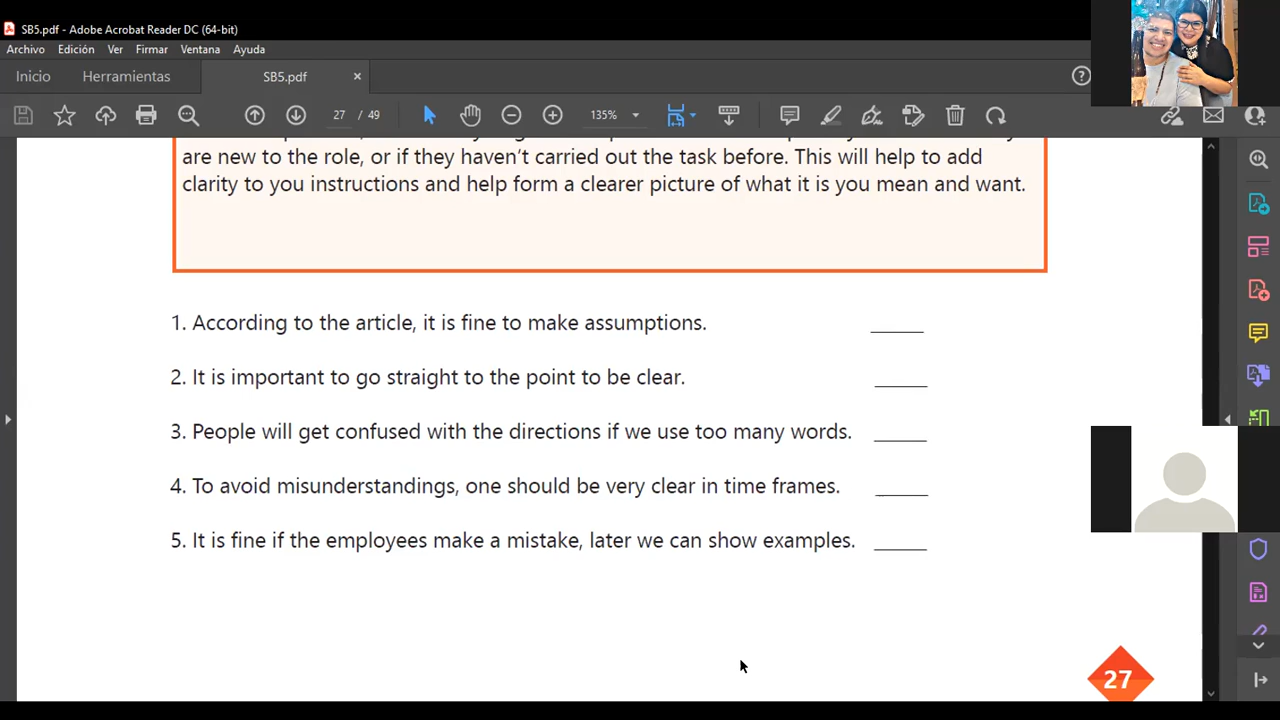 SB5.pdf - Adobe Acrobat Reader DC (64-bit)
Archivo Edición Ver Firmar Ventana Ayuda
Inicio Herramientas SB5.pdf ×
27 / 49 135%
are new to the role, or if they haven't carried out the task before. This will help to add
clarity to you instructions and help form a clearer picture of what it is you mean and want.
1. According to the article, it is fine to make assumptions. _____
2. It is important to go straight to the point to be clear. _____
3. People will get confused with the directions if we use too many words. _____
4. To avoid misunderstandings, one should be very clear in time frames. _____
5. It is fine if the employees make a mistake, later we can show examples. _____
27